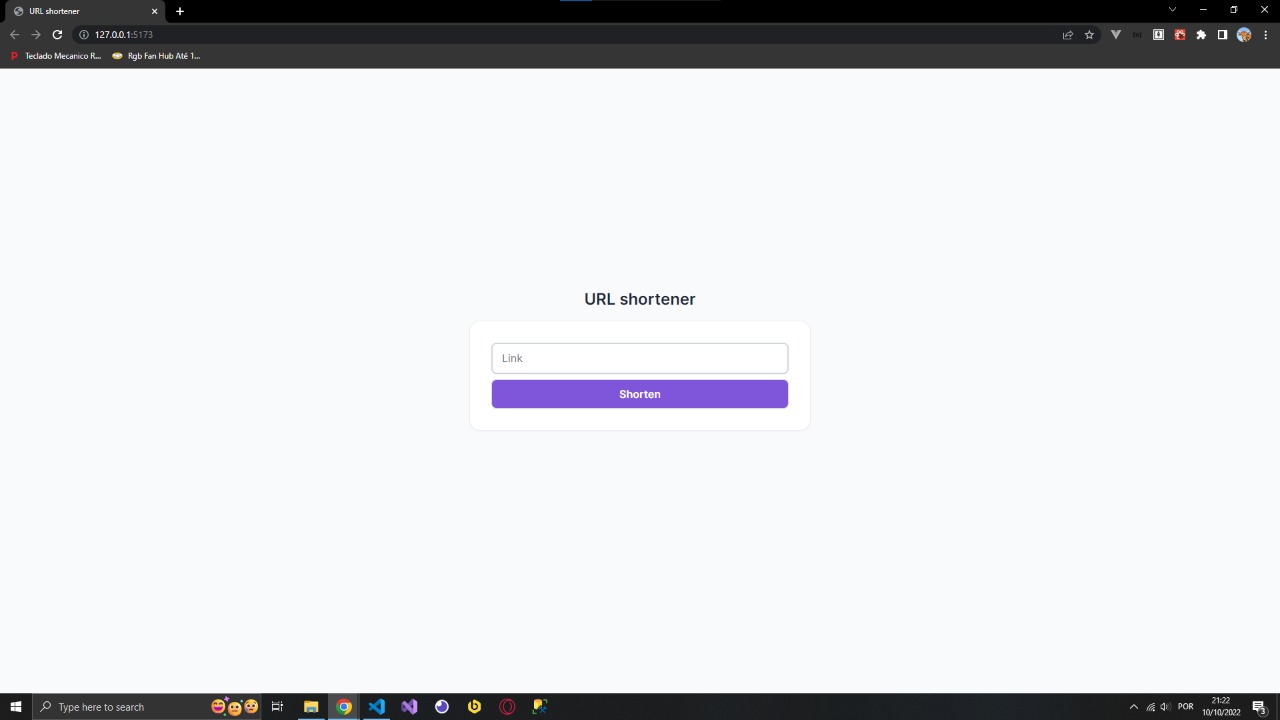 URL shortener
127.0.0.1:5173
Teclado Mecanico R...
Rgb Fan Hub Até 1...
URL shortener
Link
Shorten
Type here to search
POR
21:22
10/10/2022
3